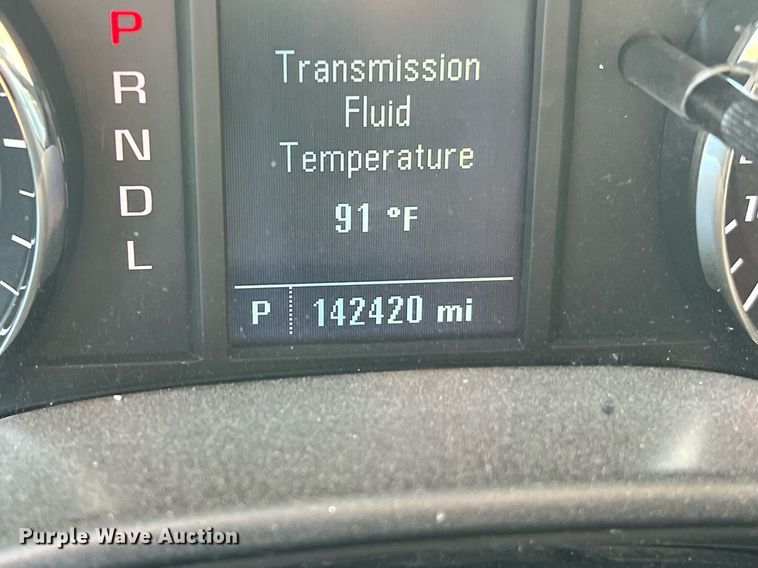 P
R
N
D
L
Transmission
Fluid
Temperature
91 °F
P 142420 mi
Purple Wave Auction